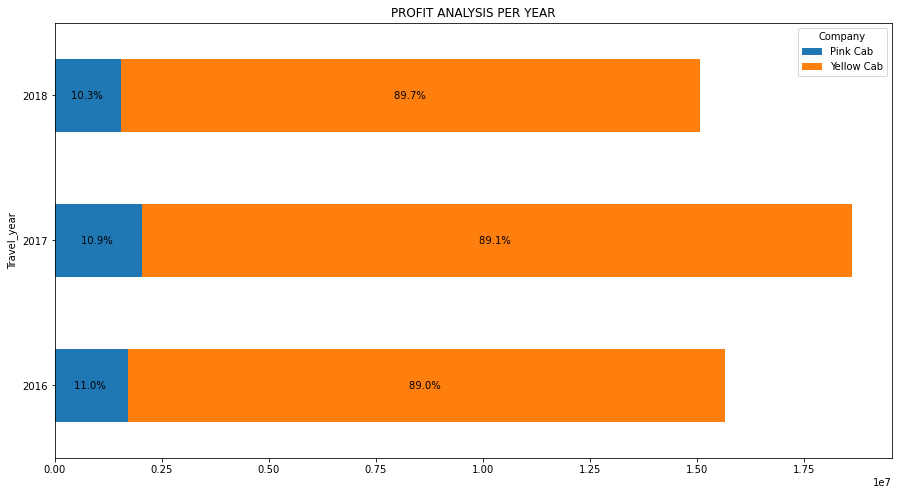 PROFIT ANALYSIS PER YEAR
Company
Pink Cab
Yellow Cab
2018
10.3%
89.7%
Travel_year
2017
10.9%
89.1%
2016
11.0%
89.0%
0.00 0.25 0.50 0.75 1.00 1.25 1.50 1.75
1e7